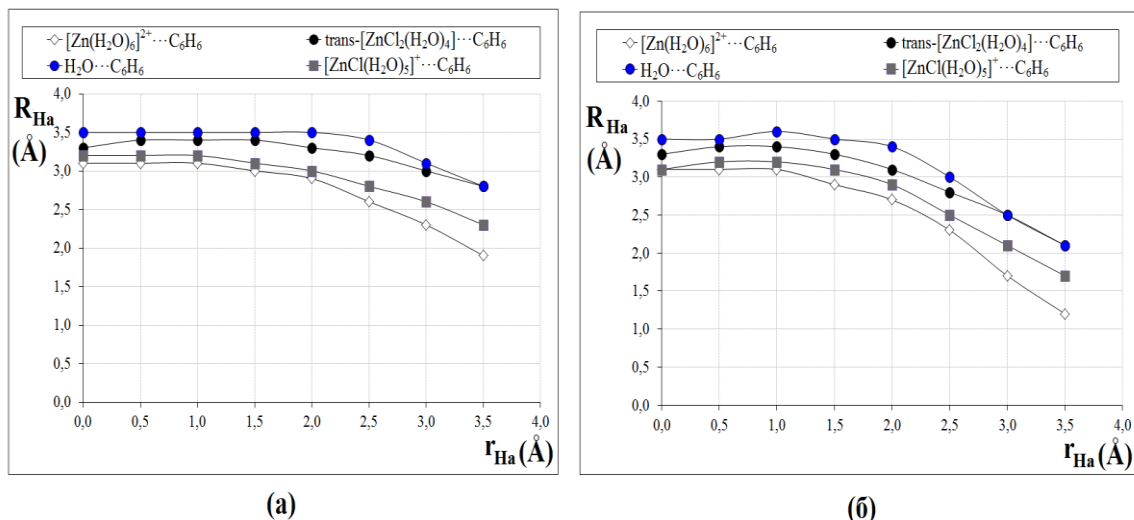 [Zn(H₂O)₆]²⁺···C₆H₆ trans-[ZnCl₂(H₂O)₄]···C₆H₆
H₂O···C₆H₆ [ZnCl(H₂O)₅]⁺···C₆H₆
R_Ha
(Å)
4,0
3,5
3,0
2,5
2,0
1,5
1,0
0,5
0,0
0,0 0,5 1,0 1,5 2,0 2,5 3,0 3,5 4,0
r_Ha (Å)
(а)
[Zn(H₂O)₆]²⁺···C₆H₆ trans-[ZnCl₂(H₂O)₄]···C₆H₆
H₂O···C₆H₆ [ZnCl(H₂O)₅]⁺···C₆H₆
R_Ha
(Å)
4,0
3,5
3,0
2,5
2,0
1,5
1,0
0,5
0,0
0,0 0,5 1,0 1,5 2,0 2,5 3,0 3,5 4,0
r_Ha (Å)
(б)